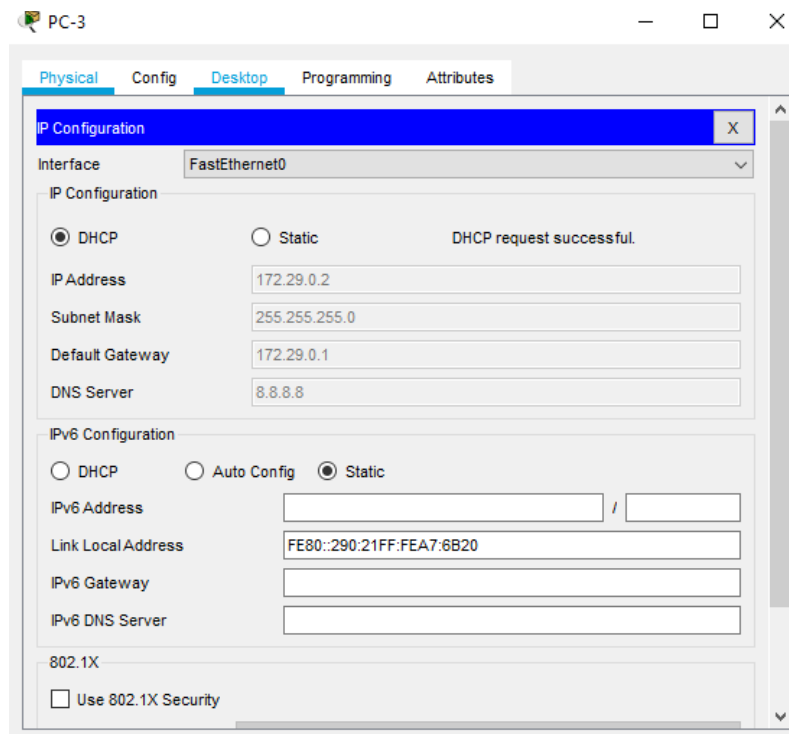 PC-3
Physical Config Desktop Programming Attributes
IP Configuration X
Interface FastEthernet0
IP Configuration
DHCP Static DHCP request successful.
IP Address 172.29.0.2
Subnet Mask 255.255.255.0
Default Gateway 172.29.0.1
DNS Server 8.8.8.8
IPv6 Configuration
DHCP Auto Config Static
IPv6 Address /
Link Local Address FE80::290:21FF:FEA7:6B20
IPv6 Gateway
IPv6 DNS Server
802.1X
Use 802.1X Security